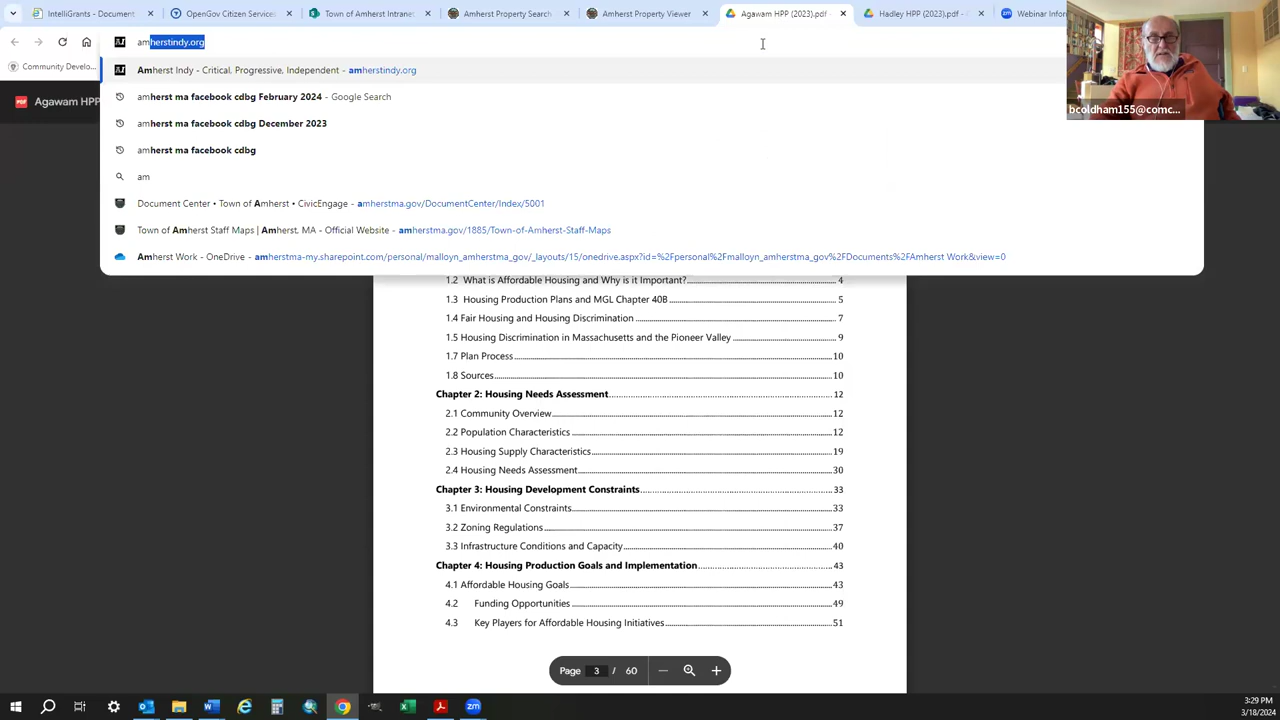 IntelliGrants - Document
OpenGov Citizen Services
Property Search
Amherst Property Viewer
Agawam HPP (2023).pdf -
Hadley HPP (2023).pdf -
Webinar Infor
amherstindy.org
Community Develo
Amherst Indy - Critical, Progressive, Independent - amherstindy.org
Agawam HPP
amherst ma facebook cdbg February 2024 - Google Search
bcoldham155@comc...
amherst ma facebook cdbg December 2023
amherst ma facebook cdbg
am
Document Center • Town of Amherst • CivicEngage - amherstma.gov/DocumentCenter/Index/5001
Town of Amherst Staff Maps | Amherst, MA - Official Website - amherstma.gov/1885/Town-of-Amherst-Staff-Maps
Amherst Work - OneDrive - amherstma-my.sharepoint.com/personal/malloyn_amherstma_gov/_layouts/15/onedrive.aspx?id=%2Fpersonal%2Fmalloyn_amherstma_gov%2FDocuments%2FAmherst Work&view=0
1.2 What is Affordable Housing and Why is it Important? 4
1.3 Housing Production Plans and MGL Chapter 40B 5
1.4 Fair Housing and Housing Discrimination 7
1.5 Housing Discrimination in Massachusetts and the Pioneer Valley 9
1.7 Plan Process 10
1.8 Sources 10
Chapter 2: Housing Needs Assessment 12
2.1 Community Overview 12
2.2 Population Characteristics 12
2.3 Housing Supply Characteristics 19
2.4 Housing Needs Assessment 30
Chapter 3: Housing Development Constraints 33
3.1 Environmental Constraints 33
3.2 Zoning Regulations 37
3.3 Infrastructure Conditions and Capacity 40
Chapter 4: Housing Production Goals and Implementation 43
4.1 Affordable Housing Goals 43
4.2 Funding Opportunities 49
4.3 Key Players for Affordable Housing Initiatives 51
Page 3 / 60
3:29 PM
3/18/2024